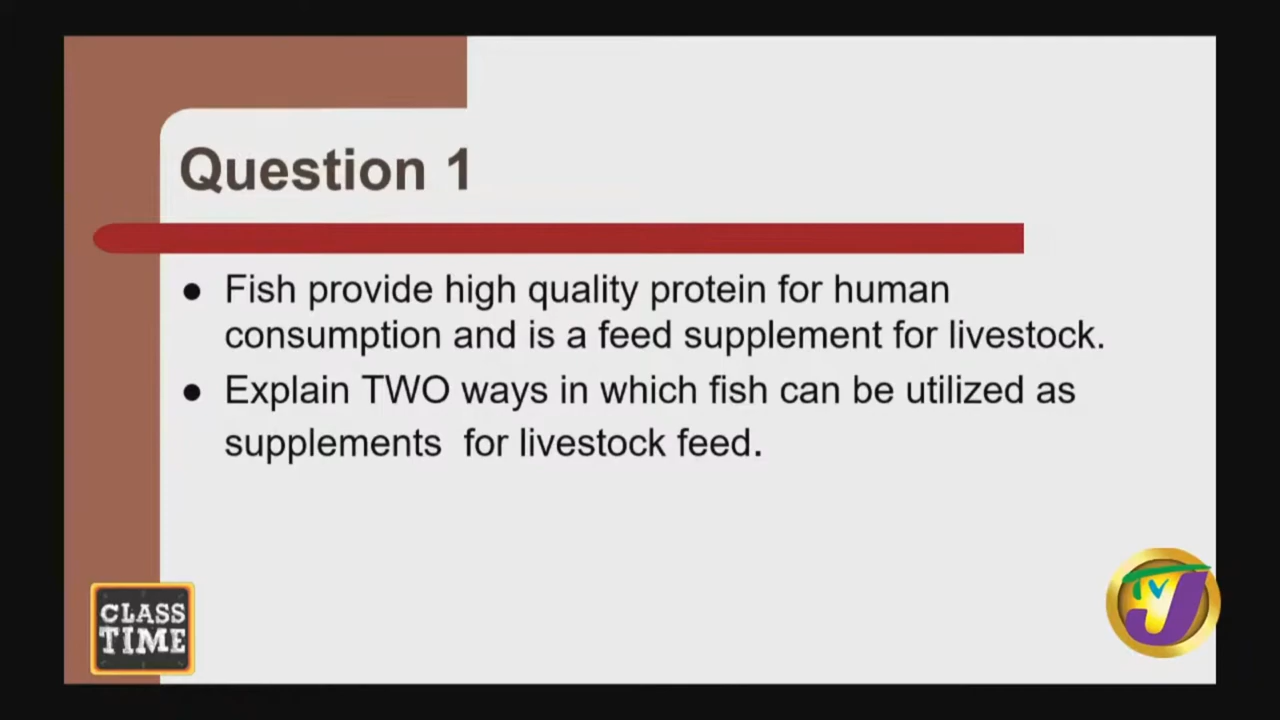 Question 1
● Fish provide high quality protein for human
consumption and is a feed supplement for livestock.
● Explain TWO ways in which fish can be utilized as
supplements for livestock feed.
CLASS
TIME
TVJ